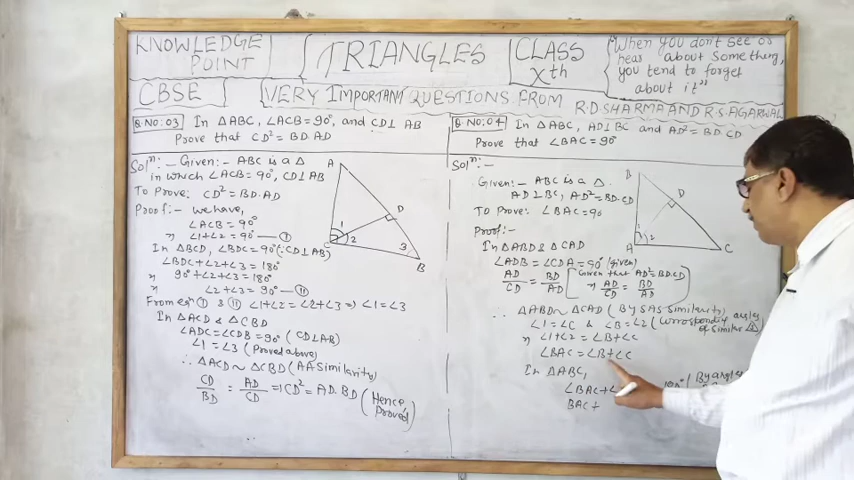 KNOWLEDGE POINT
TRIANGLES
CLASS Xth
"When you don't see or
hear about something,
you tend to forget
about it"
CBSE
VERY IMPORTANT QUESTIONS FROM R.D SHARMA AND R.S. AGARWAL
Q.NO:03 In ΔABC, ∠ACB=90°, and CD⊥AB
Prove that CD²=BD.AD
Solⁿ:- Given:- ABC is a Δ
in which ∠ACB=90°, CD⊥AB
To Prove: CD²=BD.AD
Proof:- we have,
∠ACB=90°
⇒ ∠1+∠2=90° — I
In ΔBCD, ∠BDC=90°(∵CD⊥AB)
∠BDC+∠2+∠3=180°
⇒ 90°+∠2+∠3=180°
⇒ ∠2+∠3=90° — II
From es I & II ∠1+∠2=∠2+∠3 ⇒ ∠1=∠3
In ΔACD & ΔCBD
∠ADC=∠CDB=90° (CD⊥AB)
∠1=∠3 (Proved above)
∴ ΔACD ~ ΔCBD (AA Similarity)
CD/BD = AD/CD ⇒ CD²=AD.BD (Hence Proved)
A
D
1
C
2
3
B
Q.NO:04 In ΔABC, AD⊥BC and AD²=BD.CD
Prove that ∠BAC=90°
Solⁿ:-
Given:- ABC is a Δ.
AD⊥BC, AD²=BD.CD
To Prove: ∠BAC=90
Proof:-
In ΔABD & ΔCAD
∠ADB=∠CDA=90° (given)
AD/CD = BD/AD [Given that AD²=BD.CD
⇒ AD/CD = BD/AD]
∴ ΔABD ~ ΔCAD (By SAS Similarity)
∠1=∠C & ∠B=∠2 (Corrosponding angles
of similar Δ)
⇒ ∠1+∠2=∠B+∠C
∠BAC=∠B+∠C
In ΔABC,
∠BAC+∠
BAC+
B
D
1
A
2
C